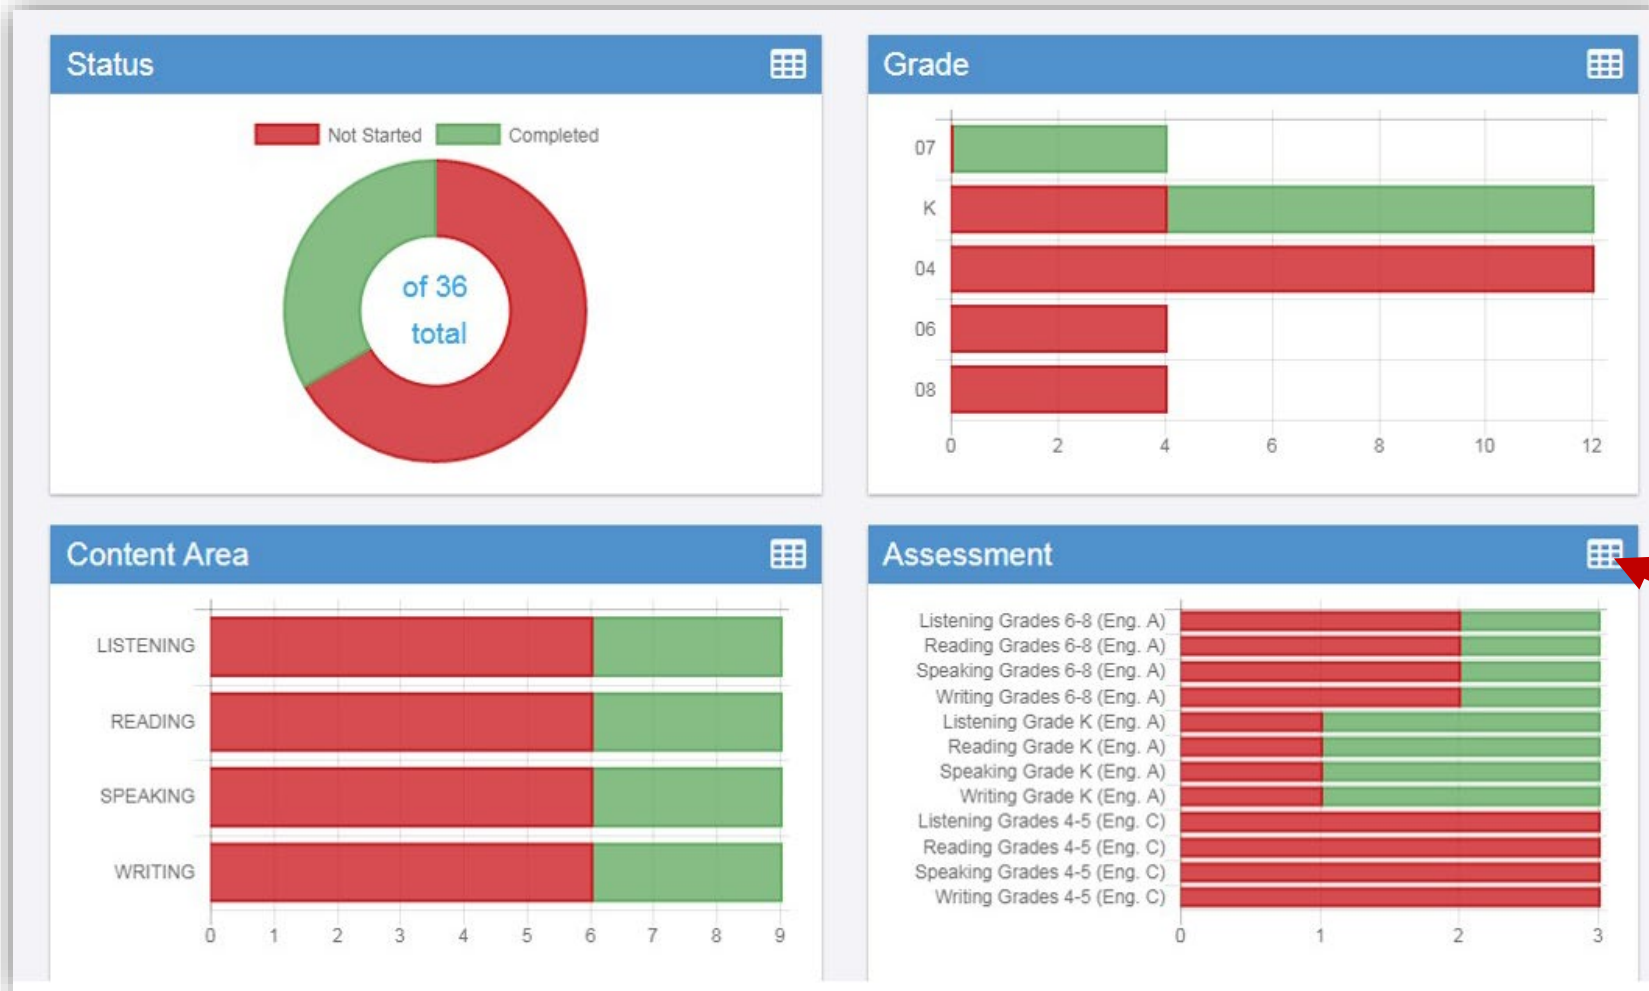 Status
Not Started Completed
of 36
total
Grade
07
K
04
06
08
0 2 4 6 8 10 12
Content Area
LISTENING
READING
SPEAKING
WRITING
0 1 2 3 4 5 6 7 8 9
Assessment
Listening Grades 6-8 (Eng. A)
Reading Grades 6-8 (Eng. A)
Speaking Grades 6-8 (Eng. A)
Writing Grades 6-8 (Eng. A)
Listening Grade K (Eng. A)
Reading Grade K (Eng. A)
Speaking Grade K (Eng. A)
Writing Grade K (Eng. A)
Listening Grades 4-5 (Eng. C)
Reading Grades 4-5 (Eng. C)
Speaking Grades 4-5 (Eng. C)
Writing Grades 4-5 (Eng. C)
0 1 2 3